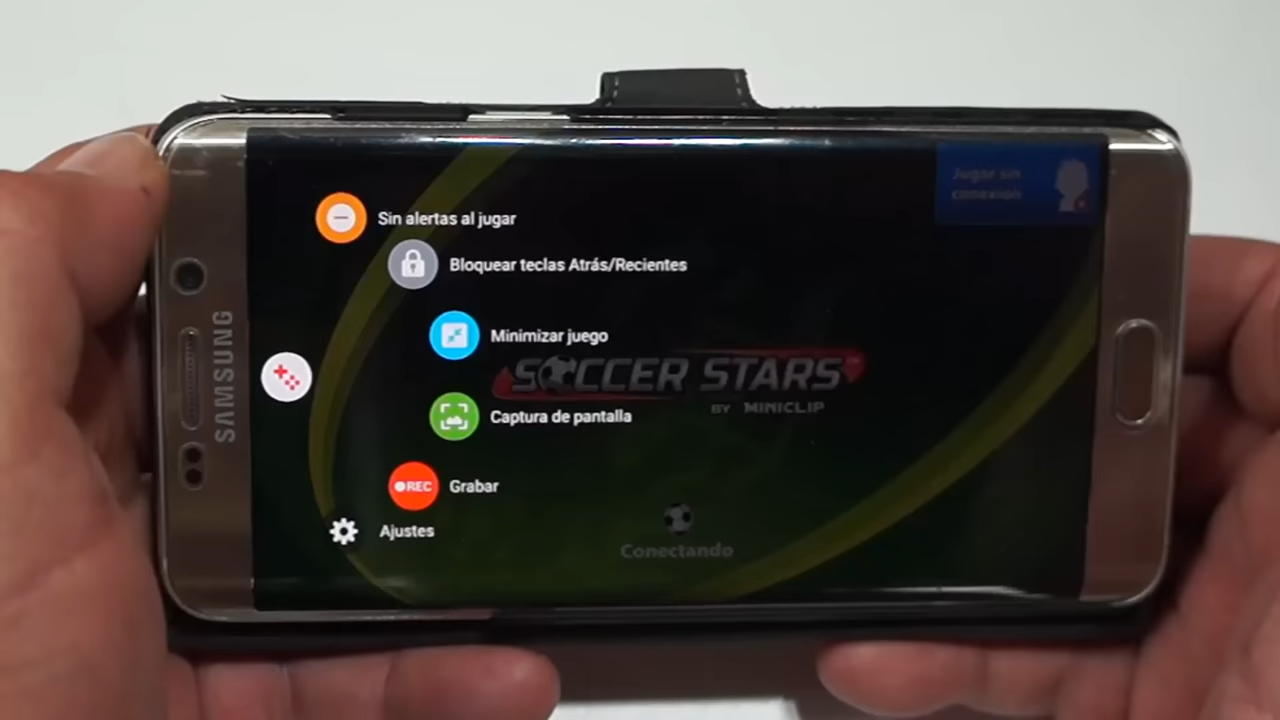 Jugar sin
conexión
Sin alertas al jugar
Bloquear teclas Atrás/Recientes
Minimizar juego
SOCCER STARS
BY MINICLIP
Captura de pantalla
REC
Grabar
Ajustes
Conectando
SAMSUNG